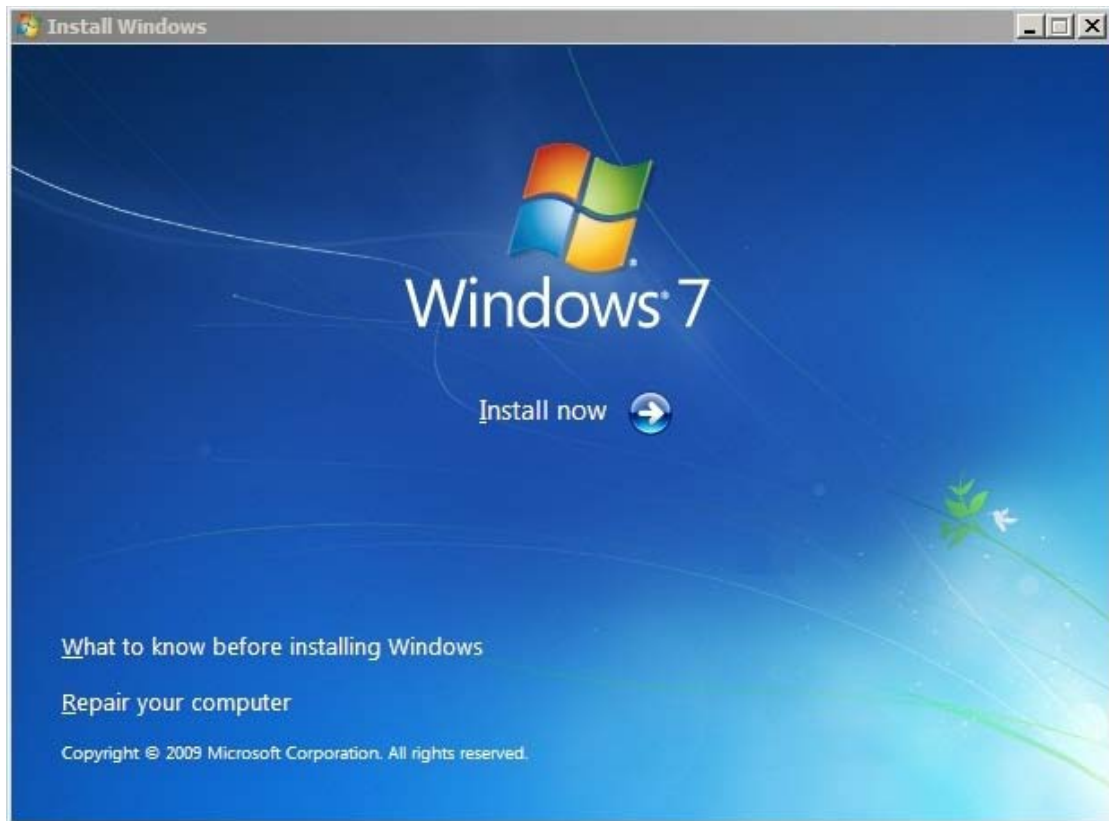 Install Windows
Windows® 7
Install now
What to know before installing Windows
Repair your computer
Copyright © 2009 Microsoft Corporation. All rights reserved.